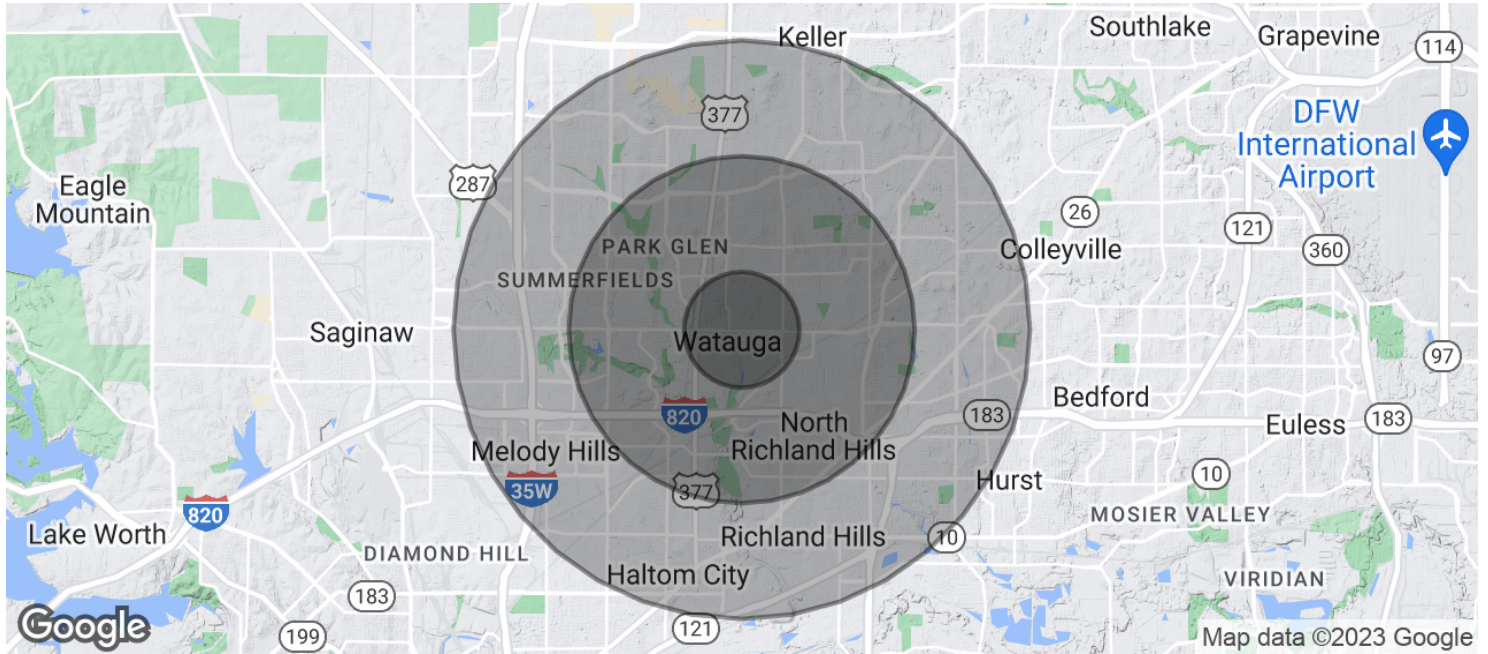 Keller
Southlake
Grapevine
114
377
DFW
International
Airport
287
Eagle
Mountain
26
121
360
PARK GLEN
Colleyville
SUMMERFIELDS
Saginaw
Watauga
97
Bedford
820
North
Richland Hills
183
Euless
183
Melody Hills
35W
377
Hurst
10
820
Lake Worth
MOSIER VALLEY
Richland Hills
10
DIAMOND HILL
Haltom City
VIRIDIAN
183
Google
199
121
Map data ©2023 Google